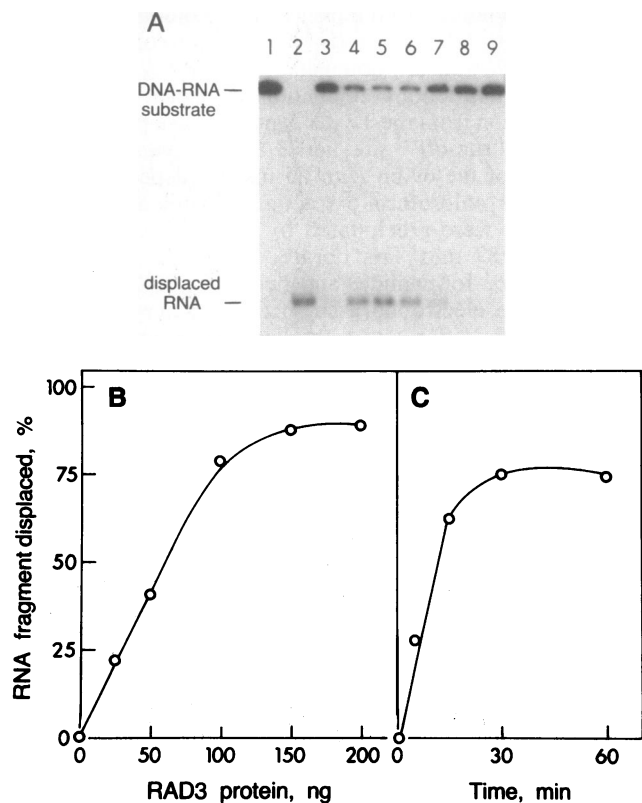 A
1 2 3 4 5 6 7 8 9
DNA-RNA
substrate
displaced
RNA
B
C
RNA fragment displaced, %
100
75
50
25
0
0 50 100 150 200
0 30 60
RAD3 protein, ng
Time, min